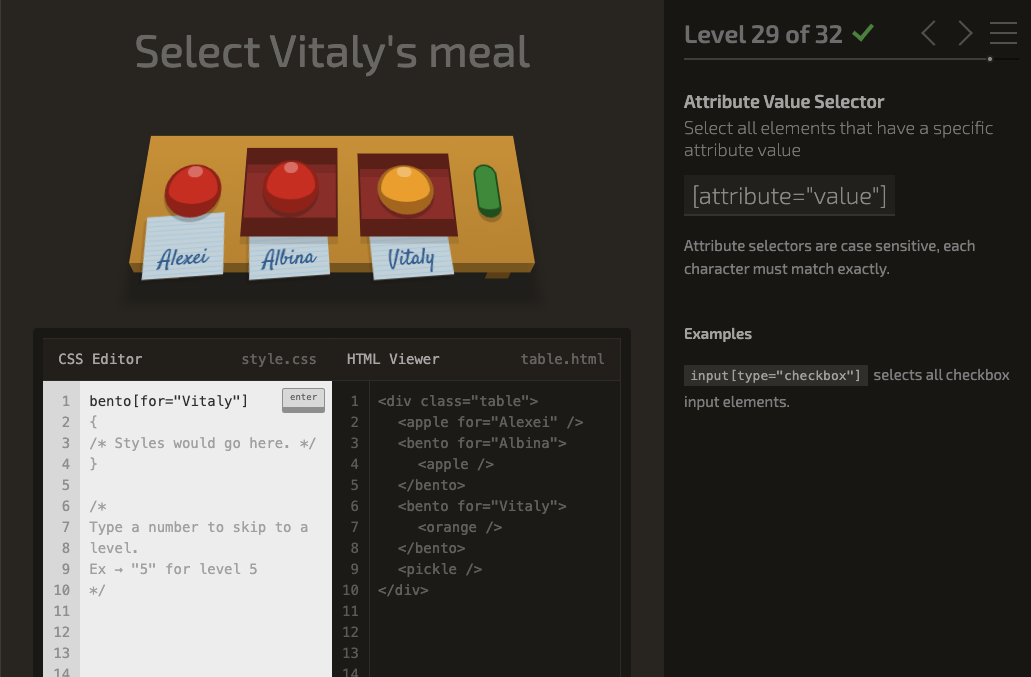 Select Vitaly's meal
Alexei
Albina
Vitaly
CSS Editor
style.css
HTML Viewer
table.html
1
2
3
4
5
6
7
8
9
10
11
12
13
14
bento[for="Vitaly"]
enter
{
/* Styles would go here. */
}
/*
Type a number to skip to a
level.
Ex → "5" for level 5
*/
1
2
3
4
5
6
7
8
9
10
11
12
13
14
<div class="table">
<apple for="Alexei" />
<bento for="Albina">
<apple />
</bento>
<bento for="Vitaly">
<orange />
</bento>
<pickle />
</div>
Level 29 of 32
Attribute Value Selector
Select all elements that have a specific
attribute value
[attribute="value"]
Attribute selectors are case sensitive, each
character must match exactly.
Examples
input[type="checkbox"] selects all checkbox
input elements.